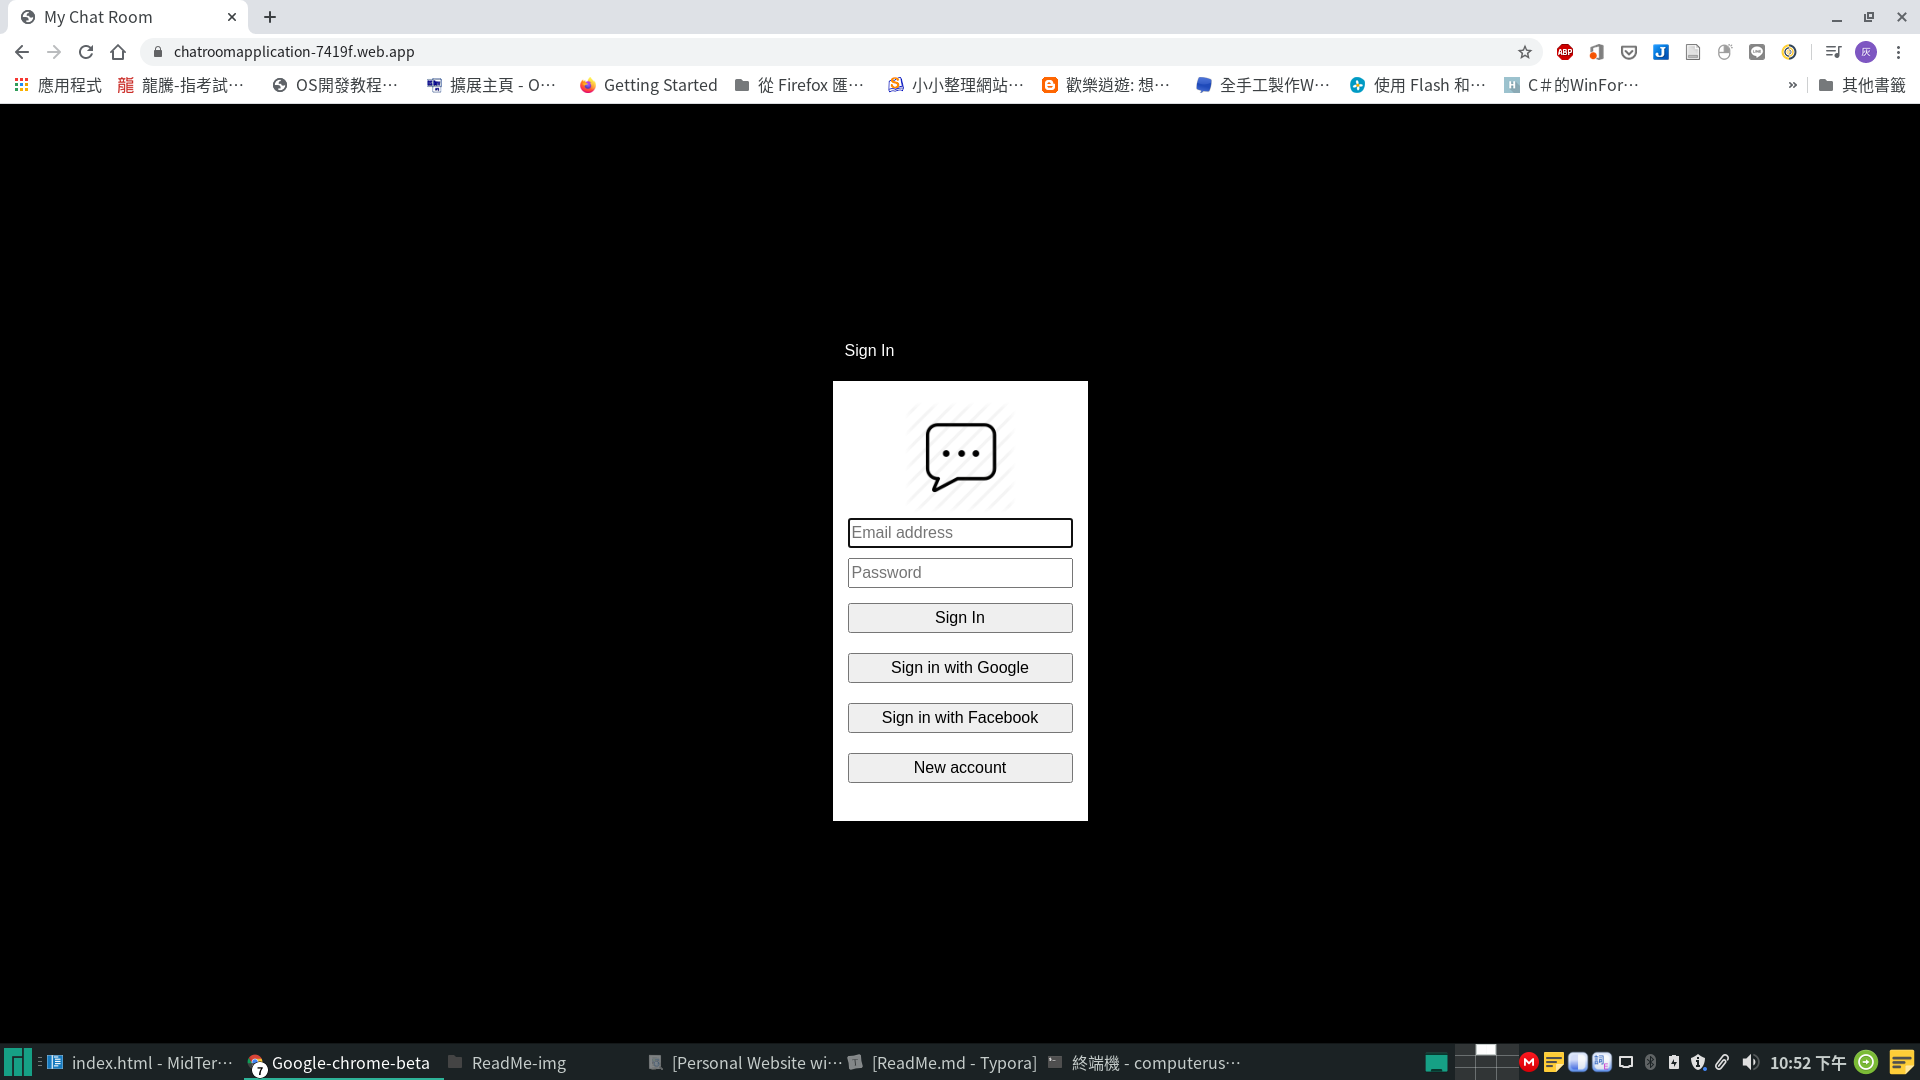 My Chat Room
chatroomapplication-7419f.web.app
ABP
灰
應用程式
龍 龍騰-指考試…
OS開發教程…
擴展主頁 - O…
Getting Started
從 Firefox 匯…
小小整理網站…
歡樂逍遊: 想…
全手工製作W…
使用 Flash 和…
H C＃的WinFor…
»
其他書籤
Sign In
Email address
Password
Sign In
Sign in with Google
Sign in with Facebook
New account
index.html - MidTer…
7
Google-chrome-beta
ReadMe-img
[Personal Website wi…
[ReadMe.md - Typora]
終端機 - computerus…
10:52 下午